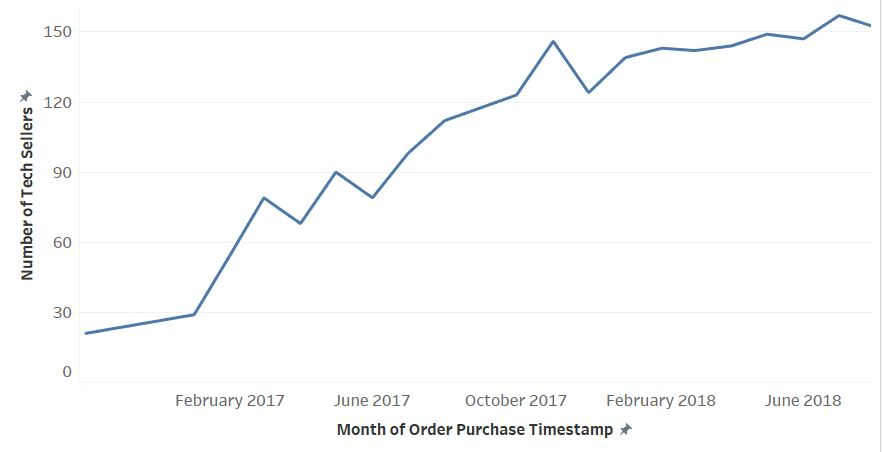 150
120
90
60
30
0
Number of Tech Sellers
February 2017
June 2017
October 2017
February 2018
June 2018
Month of Order Purchase Timestamp